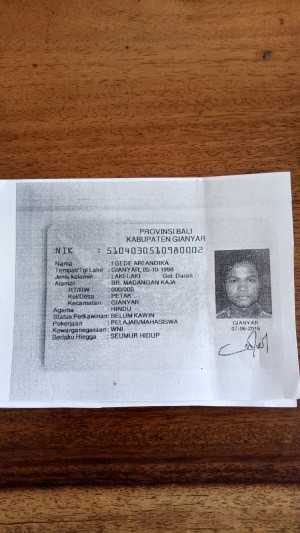 PROVINSI BALI
KABUPATEN GIANYAR
NIK : 5104030510980002
Nama : I GEDE ARI ANDIKA
Tempat/Tgl Lahir : GIANYAR, 05-10-1998
Jenis Kelamin : LAKI-LAKI Gol. Darah :
Alamat : BR. MADANGAN KAJA
RT/RW : 000/000
Kel/Desa : PETAK
Kecamatan : GIANYAR
Agama : HINDU
Status Perkawinan : BELUM KAWIN
Pekerjaan : PELAJAR/MAHASISWA
Kewarganegaraan : WNI
Berlaku Hingga : SEUMUR HIDUP
GIANYAR
07-06-2016